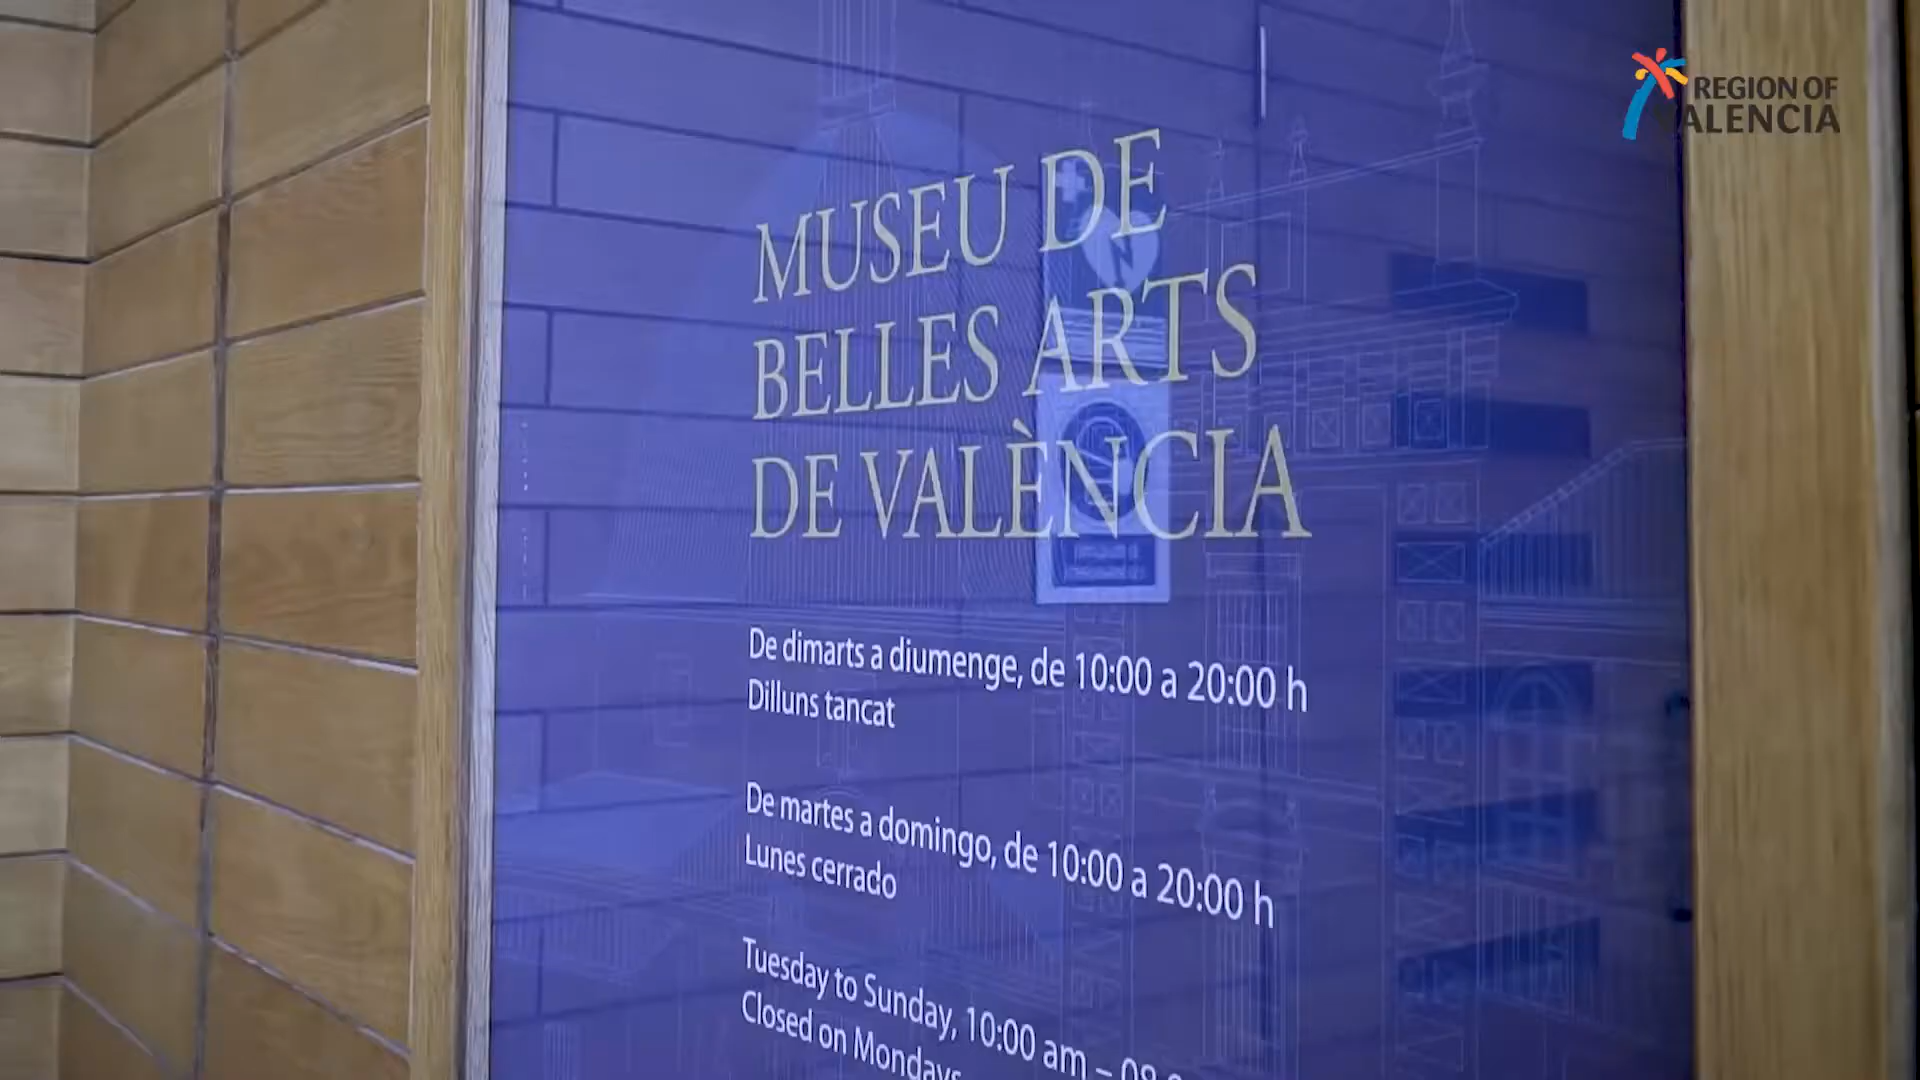 REGION OF
VALENCIA
MUSEU DE
BELLES ARTS
DE VALÈNCIA
De dimarts a diumenge, de 10:00 a 20:00 h
Dilluns tancat
De martes a domingo, de 10:00 a 20:00 h
Lunes cerrado
Tuesday to Sunday, 10:00 am –
Closed on Mondays